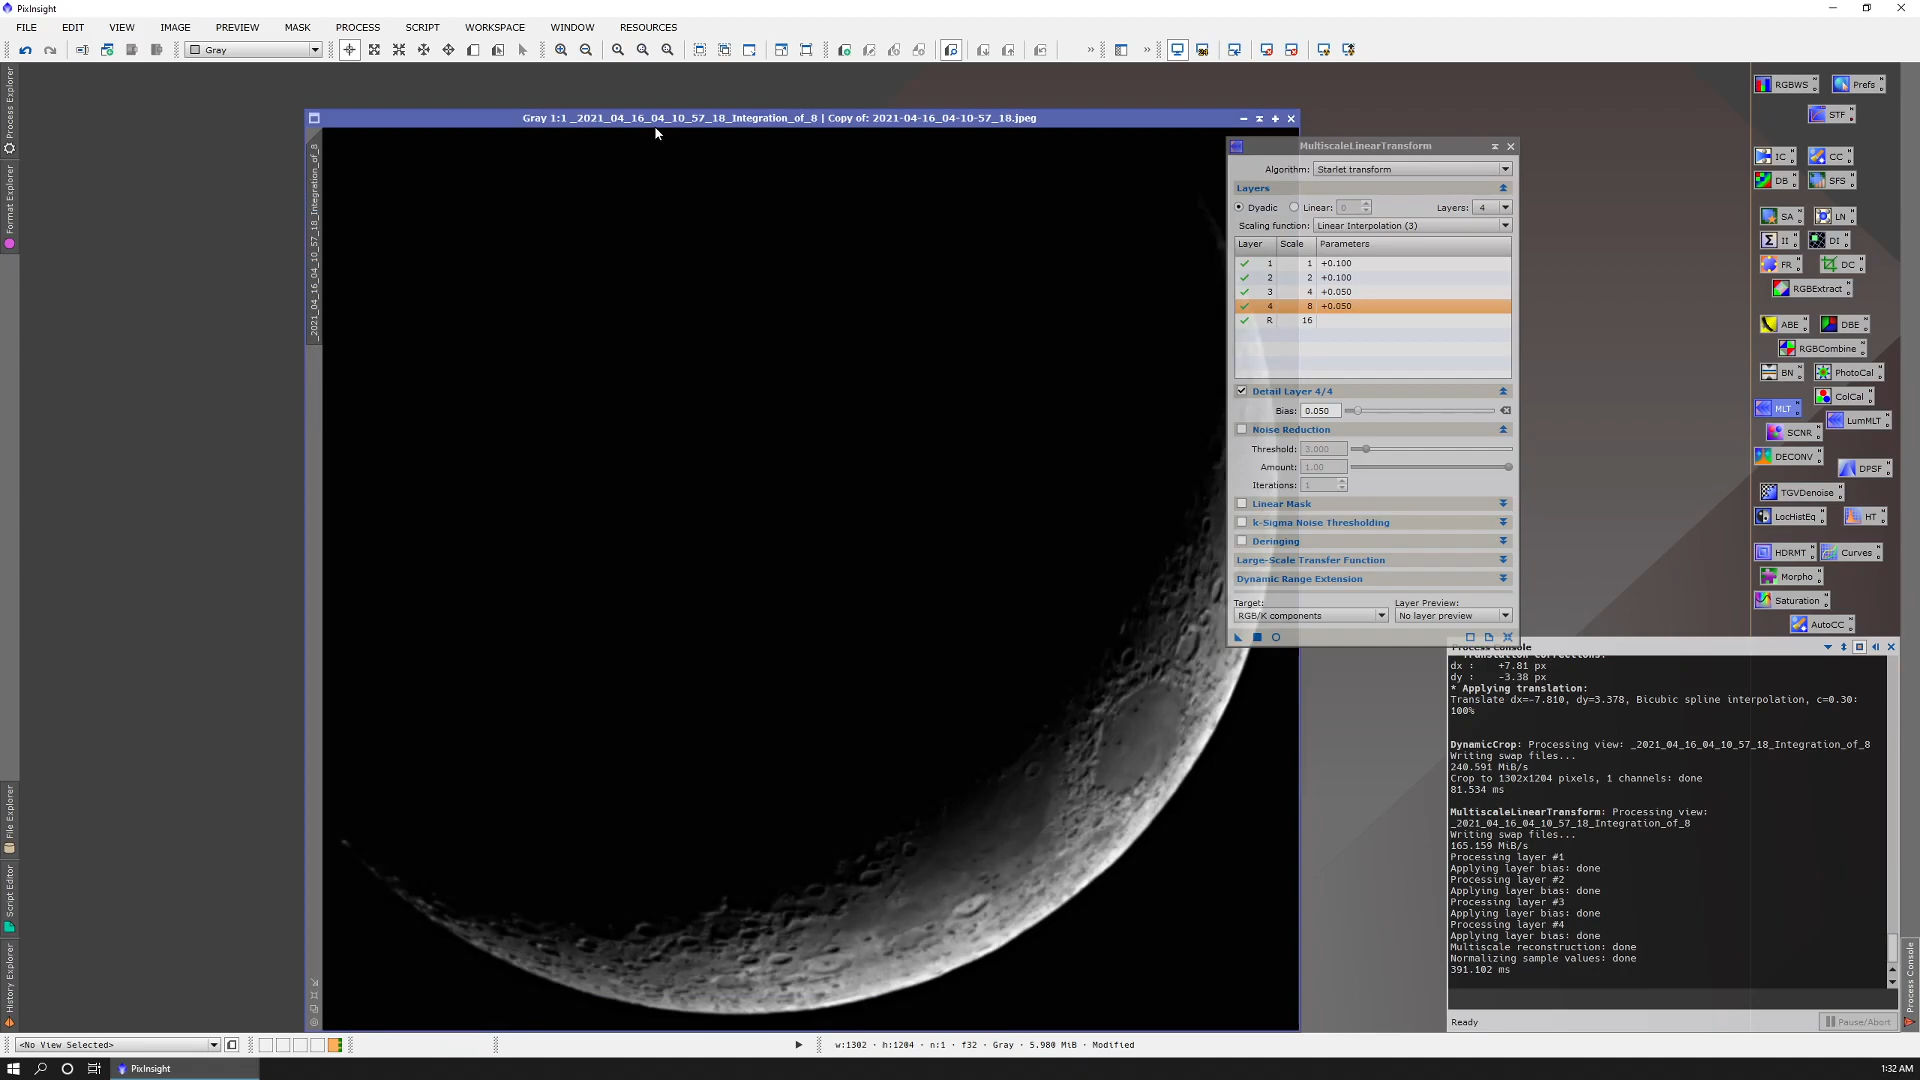 PixInsight
FILE EDIT VIEW IMAGE PREVIEW MASK PROCESS SCRIPT WORKSPACE WINDOW RESOURCES
Gray
Process Explorer
Format Explorer
File Explorer
Script Editor
History Explorer
Gray 1:1 _2021_04_16_04_10_57_18_Integration_of_8 | Copy of: 2021-04-16_04-10-57_18.jpeg
_2021_04_16_04_10_57_18_Integration_of_8
MultiscaleLinearTransform
Algorithm: Starlet transform
Layers
Dyadic Linear: 0 Layers: 4
Scaling function: Linear Interpolation (3)
Layer Scale Parameters
1 1 +0.100
2 2 +0.100
3 4 +0.050
4 8 +0.050
R 16
Detail Layer 4/4
Bias: 0.050
Noise Reduction
Threshold: 3.000
Amount: 1.00
Iterations: 1
Linear Mask
k-Sigma Noise Thresholding
Deringing
Large-Scale Transfer Function
Dynamic Range Extension
Target: Layer Preview:
RGB/K components No layer preview
RGBWS Prefs
STF
IC CC
DB SFS
SA LN
II DI
FR DC
RGBExtract
ABE DBE
RGBCombine
BN PhotoCal
ColCal
MLT LumMLT
SCNR
DECONV
DPSF
TGVDenoise
LocHistEq HT
HDRMT Curves
Morpho
Saturation
AutoCC
Process Console
* Translation corrections:
dx : +7.81 px
dy : -3.38 px
* Applying translation:
Translate dx=-7.810, dy=3.378, Bicubic spline interpolation, c=0.30:
100%
DynamicCrop: Processing view: _2021_04_16_04_10_57_18_Integration_of_8
Writing swap files...
240.591 MiB/s
Crop to 1302x1204 pixels, 1 channels: done
81.534 ms
MultiscaleLinearTransform: Processing view:
_2021_04_16_04_10_57_18_Integration_of_8
Writing swap files...
165.159 MiB/s
Processing layer #1
Applying layer bias: done
Processing layer #2
Applying layer bias: done
Processing layer #3
Applying layer bias: done
Processing layer #4
Applying layer bias: done
Multiscale reconstruction: done
Normalizing sample values: done
391.102 ms
Ready Pause/Abort
Process Console
<No View Selected>
w:1302 · h:1204 · n:1 · f32 · Gray · 5.980 MiB · Modified
PixInsight
1:32 AM